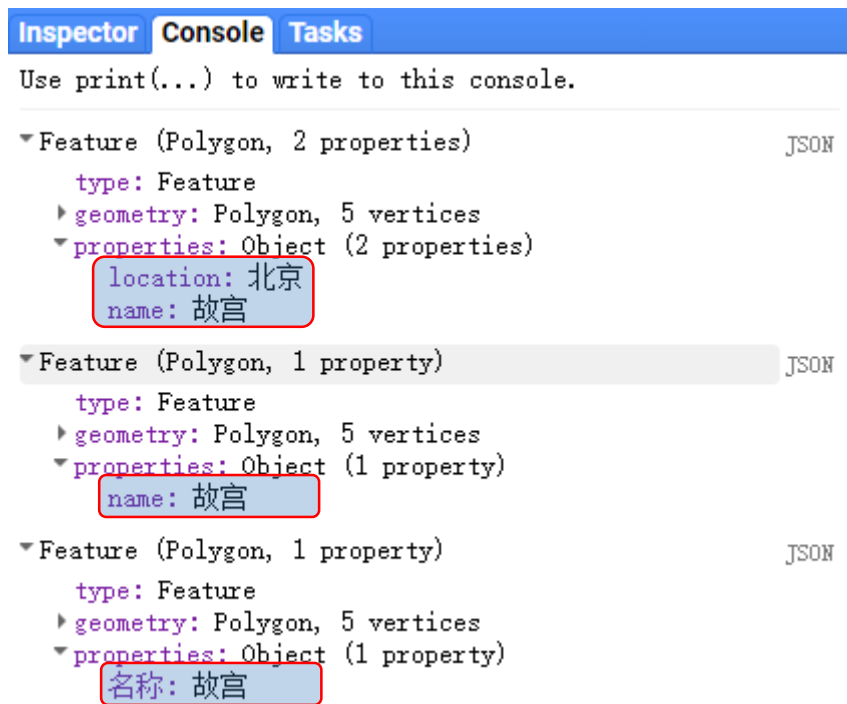 Inspector Console Tasks
Use print(...) to write to this console.
Feature (Polygon, 2 properties) JSON
type: Feature
geometry: Polygon, 5 vertices
properties: Object (2 properties)
location: 北京
name: 故宫
Feature (Polygon, 1 property) JSON
type: Feature
geometry: Polygon, 5 vertices
properties: Object (1 property)
name: 故宫
Feature (Polygon, 1 property) JSON
type: Feature
geometry: Polygon, 5 vertices
properties: Object (1 property)
名称: 故宫